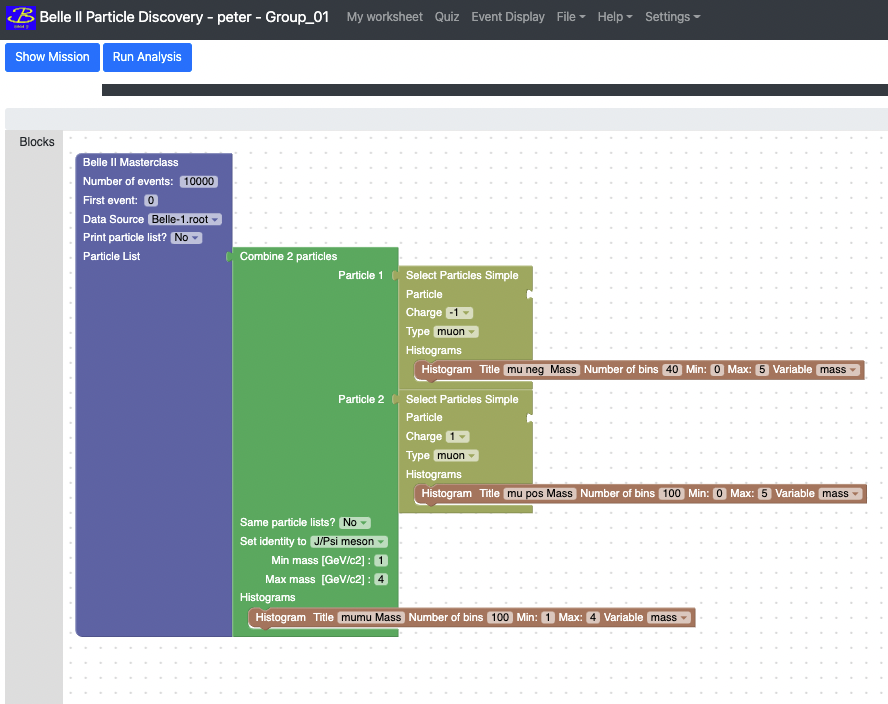 Belle II Particle Discovery - peter - Group_01 My worksheet Quiz Event Display File Help Settings
Show Mission Run Analysis
Blocks
Belle II Masterclass
Number of events: 10000
First event: 0
Data Source Belle-1.root
Print particle list? No
Particle List Combine 2 particles
Particle 1 Select Particles Simple
Particle
Charge -1
Type muon
Histograms
Histogram Title mu neg Mass Number of bins 40 Min: 0 Max: 5 Variable mass
Particle 2 Select Particles Simple
Particle
Charge 1
Type muon
Histograms
Histogram Title mu pos Mass Number of bins 100 Min: 0 Max: 5 Variable mass
Same particle lists? No
Set identity to J/Psi meson
Min mass [GeV/c2] : 1
Max mass [GeV/c2] : 4
Histograms
Histogram Title mumu Mass Number of bins 100 Min: 1 Max: 4 Variable mass